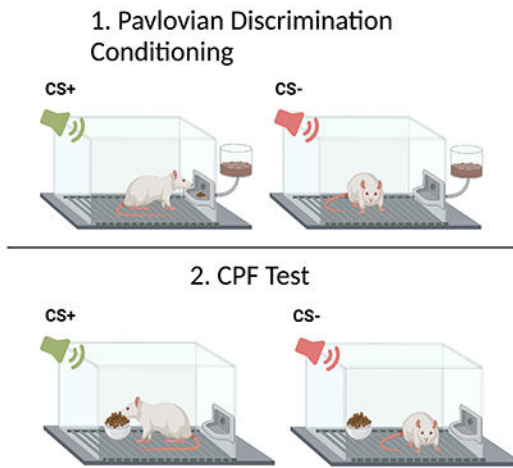 1. Pavlovian Discrimination
Conditioning
CS+
CS-
2. CPF Test
CS+
CS-